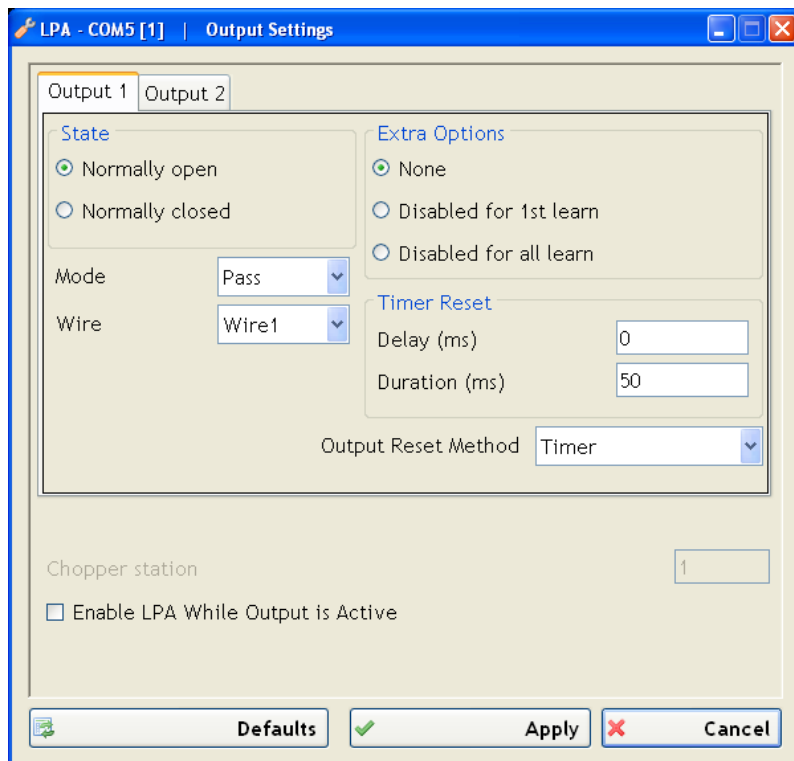 LPA - COM5 [1] | Output Settings
Output 1 Output 2
State
Normally open
Normally closed
Mode Pass
Wire Wire1
Extra Options
None
Disabled for 1st learn
Disabled for all learn
Timer Reset
Delay (ms) 0
Duration (ms) 50
Output Reset Method Timer
Chopper station 1
Enable LPA While Output is Active
Defaults Apply Cancel